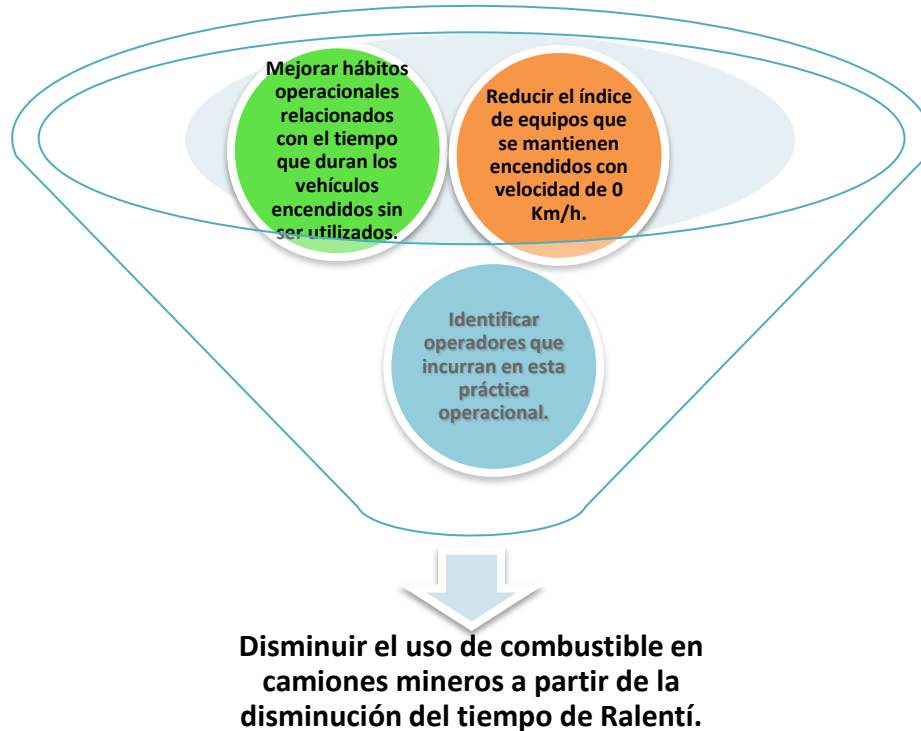 Mejorar hábitos
operacionales
relacionados
con el tiempo
que duran los
vehículos
encendidos sin
ser utilizados.
Reducir el índice
de equipos que
se mantienen
encendidos con
velocidad de 0
Km/h.
Identificar
operadores que
incurran en esta
práctica
operacional.
Disminuir el uso de combustible en
camiones mineros a partir de la
disminución del tiempo de Ralentí.